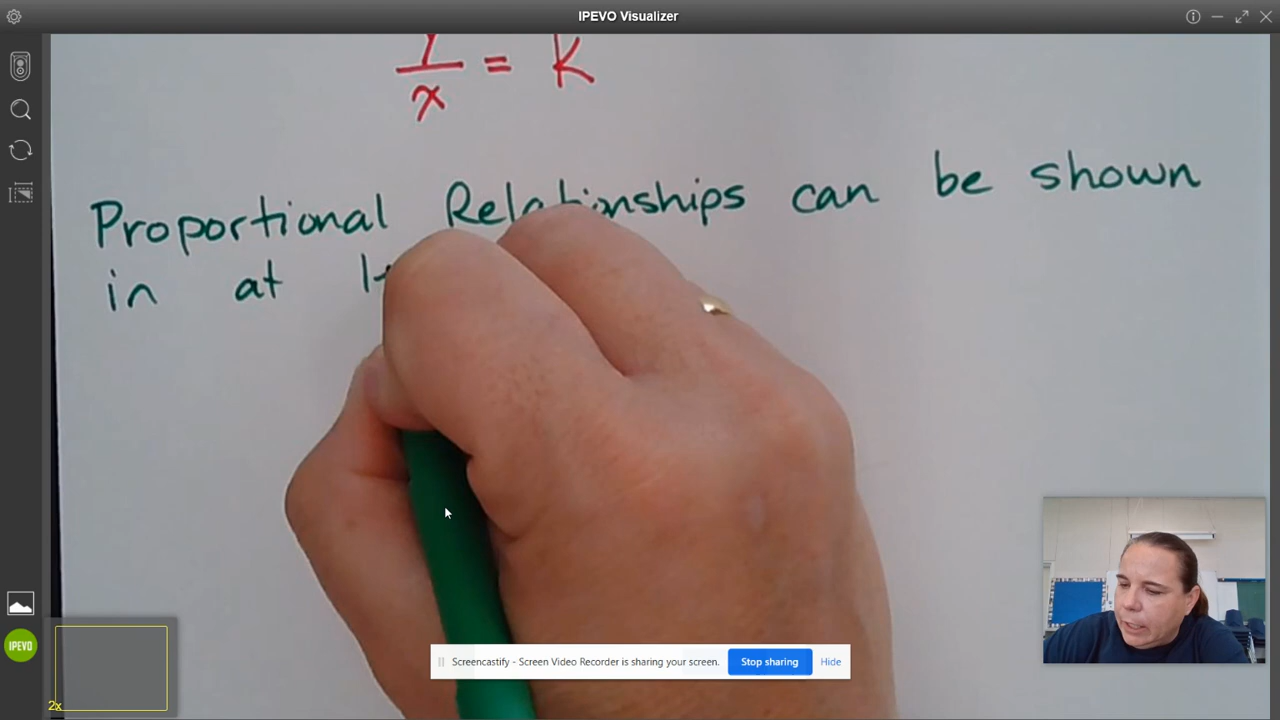 IPEVO Visualizer
= K
x
Proportional Relationships can be shown
in at
IPEVO
2x
Screencastify - Screen Video Recorder is sharing your screen.
Stop sharing
Hide